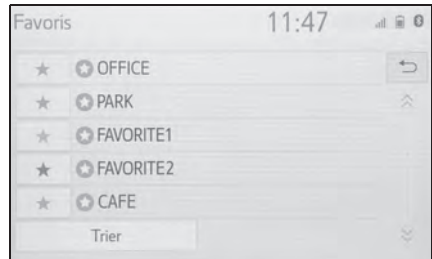 Favoris 11:47
OFFICE
PARK
FAVORITE1
FAVORITE2
CAFE
Trier